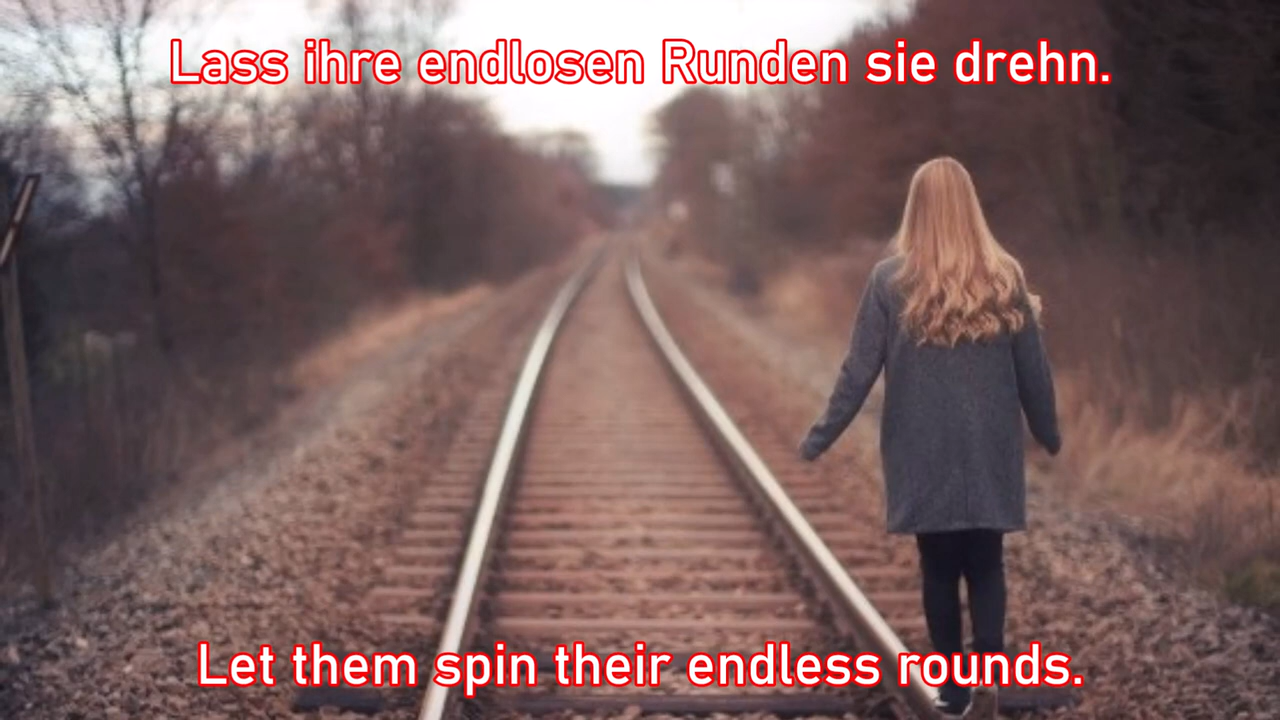 Lass ihre endlosen Runden sie drehn.
Let them spin their endless rounds.